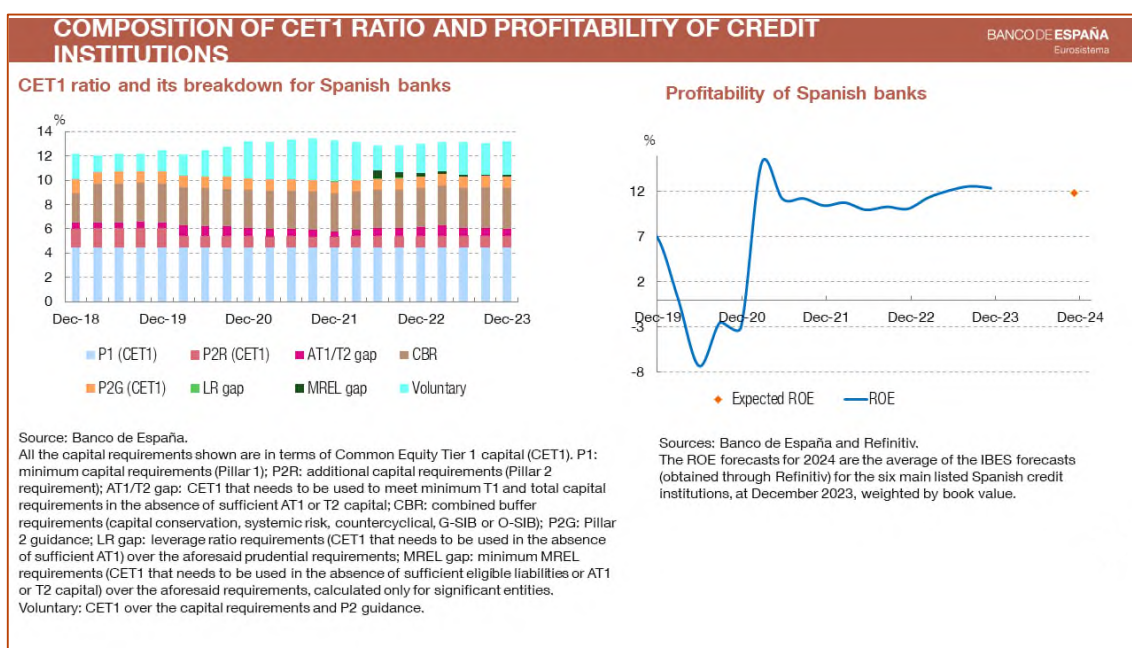 COMPOSITION OF CET1 RATIO AND PROFITABILITY OF CREDIT
INSTITUTIONS
BANCODEESPAÑA
Eurosistema
CET1 ratio and its breakdown for Spanish banks
%
14
12
10
8
6
4
2
0
Dec-18
Dec-19
Dec-20
Dec-21
Dec-22
Dec-23
P1 (CET1)
P2R (CET1)
AT1/T2 gap
CBR
P2G (CET1)
LR gap
MREL gap
Voluntary
Source: Banco de España.
All the capital requirements shown are in terms of Common Equity Tier 1 capital (CET1). P1:
minimum capital requirements (Pillar 1); P2R: additional capital requirements (Pillar 2
requirement); AT1/T2 gap: CET1 that needs to be used to meet minimum T1 and total capital
requirements in the absence of sufficient AT1 or T2 capital; CBR: combined buffer
requirements (capital conservation, systemic risk, countercyclical, G-SIB or O-SIB); P2G: Pillar
2 guidance; LR gap: leverage ratio requirements (CET1 that needs to be used in the absence
of sufficient AT1) over the aforesaid prudential requirements; MREL gap: minimum MREL
requirements (CET1 that needs to be used in the absence of sufficient eligible liabilities or AT1
or T2 capital) over the aforesaid requirements, calculated only for significant entities.
Voluntary: CET1 over the capital requirements and P2 guidance.
Profitability of Spanish banks
%
12
7
2
-3
-8
Dec-19
Dec-20
Dec-21
Dec-22
Dec-23
Dec-24
Expected ROE
ROE
Sources: Banco de España and Refinitiv.
The ROE forecasts for 2024 are the average of the IBES forecasts
(obtained through Refinitiv) for the six main listed Spanish credit
institutions, at December 2023, weighted by book value.